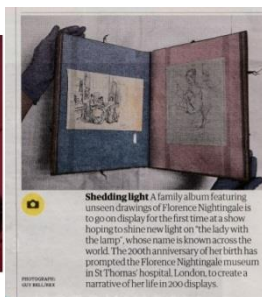 Shedding light A family album featuring
unseen drawings of Florence Nightingale is
to go on display for the first time at a show
hoping to shine new light on "the lady with
the lamp", whose name is known across the
world. The 200th anniversary of her birth has
prompted the Florence Nightingale museum
in St Thomas' hospital, London, to create a
narrative of her life in 200 displays.
PHOTOGRAPH:
GUY BELL/REX